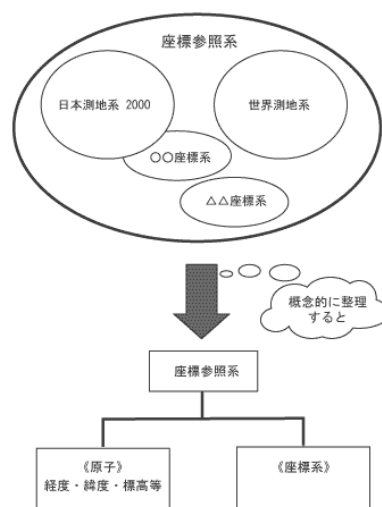 座標参照系
日本測地系 2000
世界測地系
○○座標系
△△座標系
概念的に整理
すると
座標参照系
《原子》
経度・緯度・標高等
《座標系》